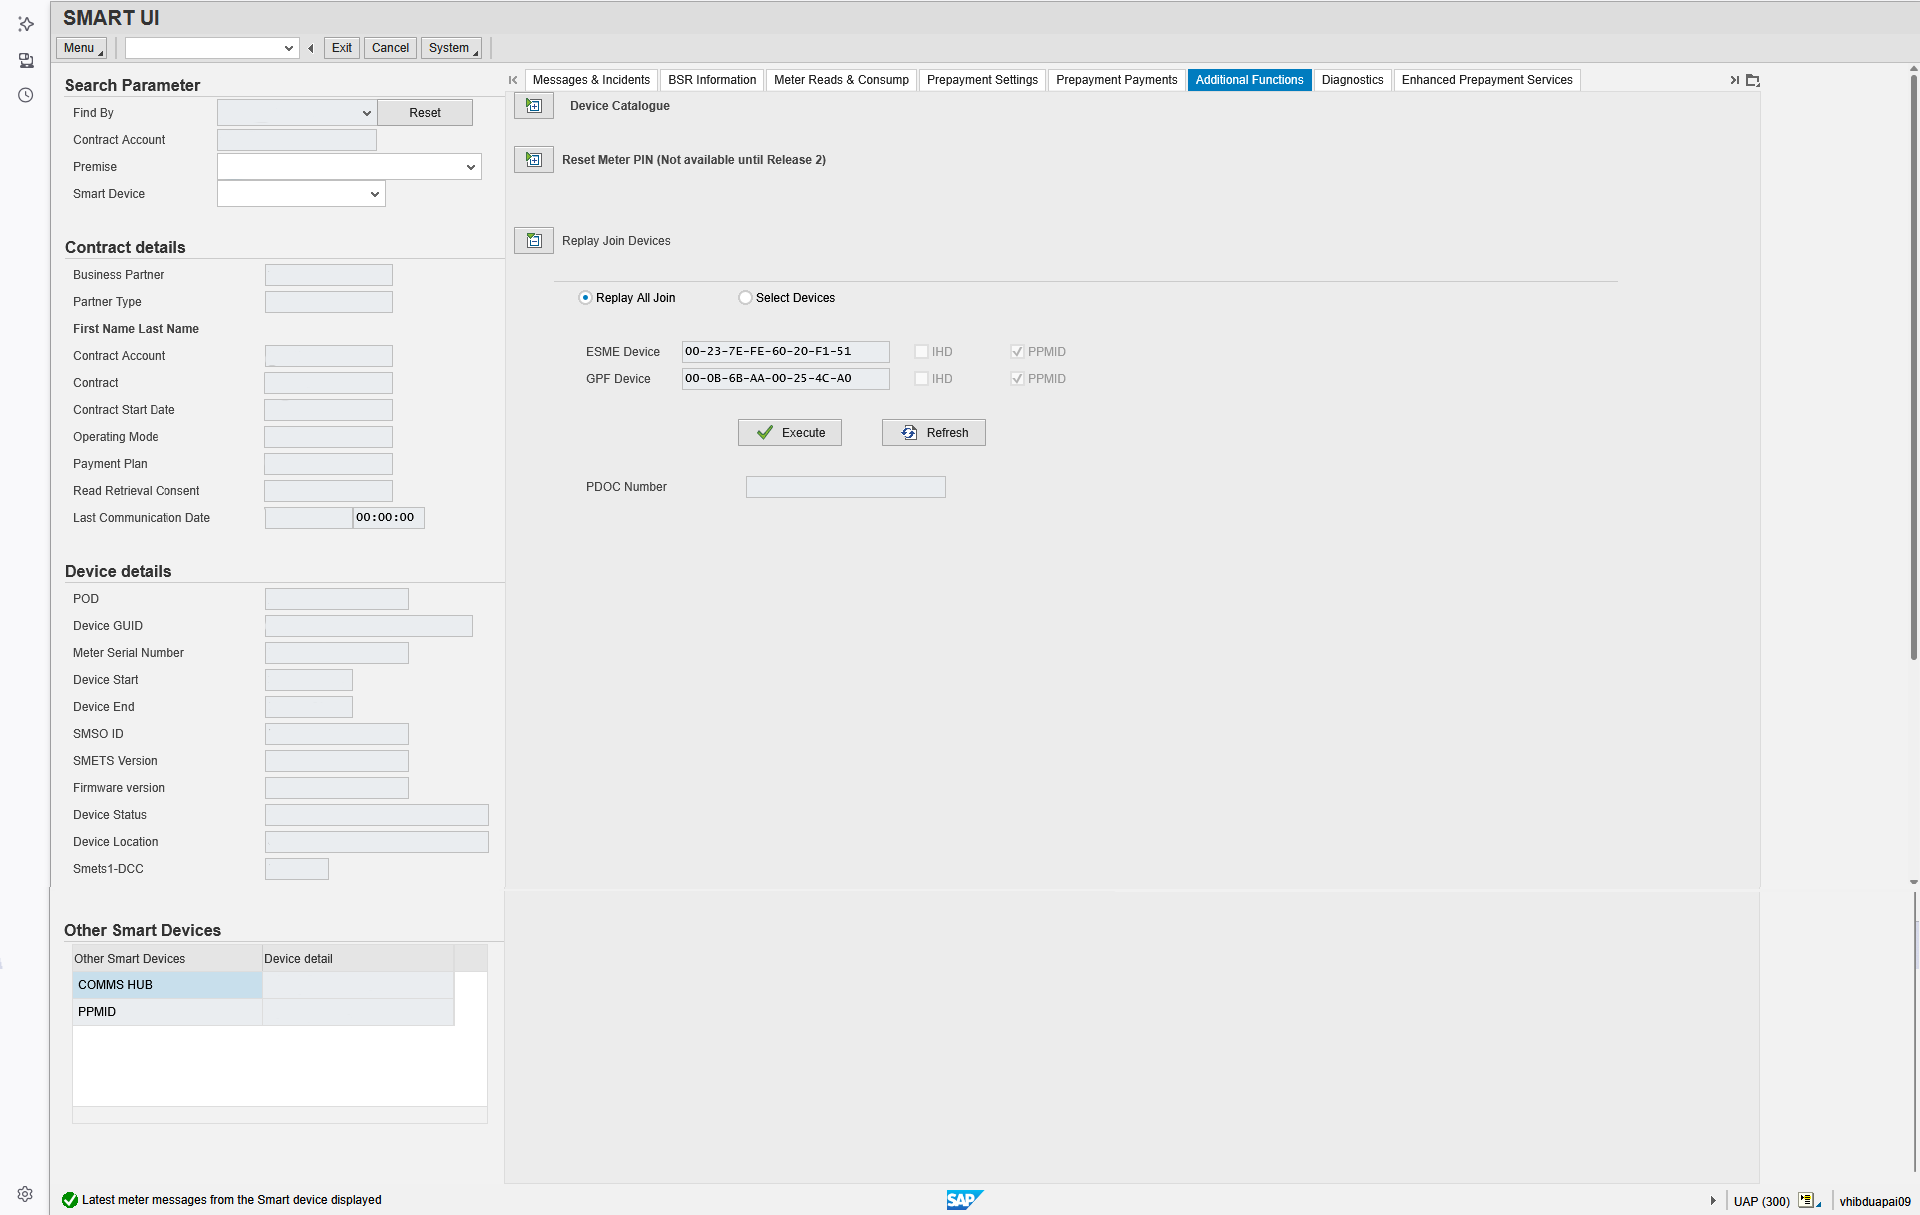 SMART UI
Menu Exit Cancel System
Messages & Incidents BSR Information Meter Reads & Consump Prepayment Settings Prepayment Payments Additional Functions Diagnostics Enhanced Prepayment Services
Search Parameter
Find By Reset
Contract Account
Premise
Smart Device
Contract details
Business Partner
Partner Type
First Name Last Name
Contract Account
Contract
Contract Start Date
Operating Mode
Payment Plan
Read Retrieval Consent
Last Communication Date 00:00:00
Device details
POD
Device GUID
Meter Serial Number
Device Start
Device End
SMSO ID
SMETS Version
Firmware version
Device Status
Device Location
Smets1-DCC
Other Smart Devices
Other Smart Devices Device detail
COMMS HUB
PPMID
Device Catalogue
Reset Meter PIN (Not available until Release 2)
Replay Join Devices
Replay All Join Select Devices
ESME Device 00-23-7E-FE-60-20-F1-51 IHD PPMID
GPF Device 00-0B-6B-AA-00-25-4C-A0 IHD PPMID
Execute Refresh
PDOC Number
Latest meter messages from the Smart device displayed
SAP
UAP (300)
vhibduapai09